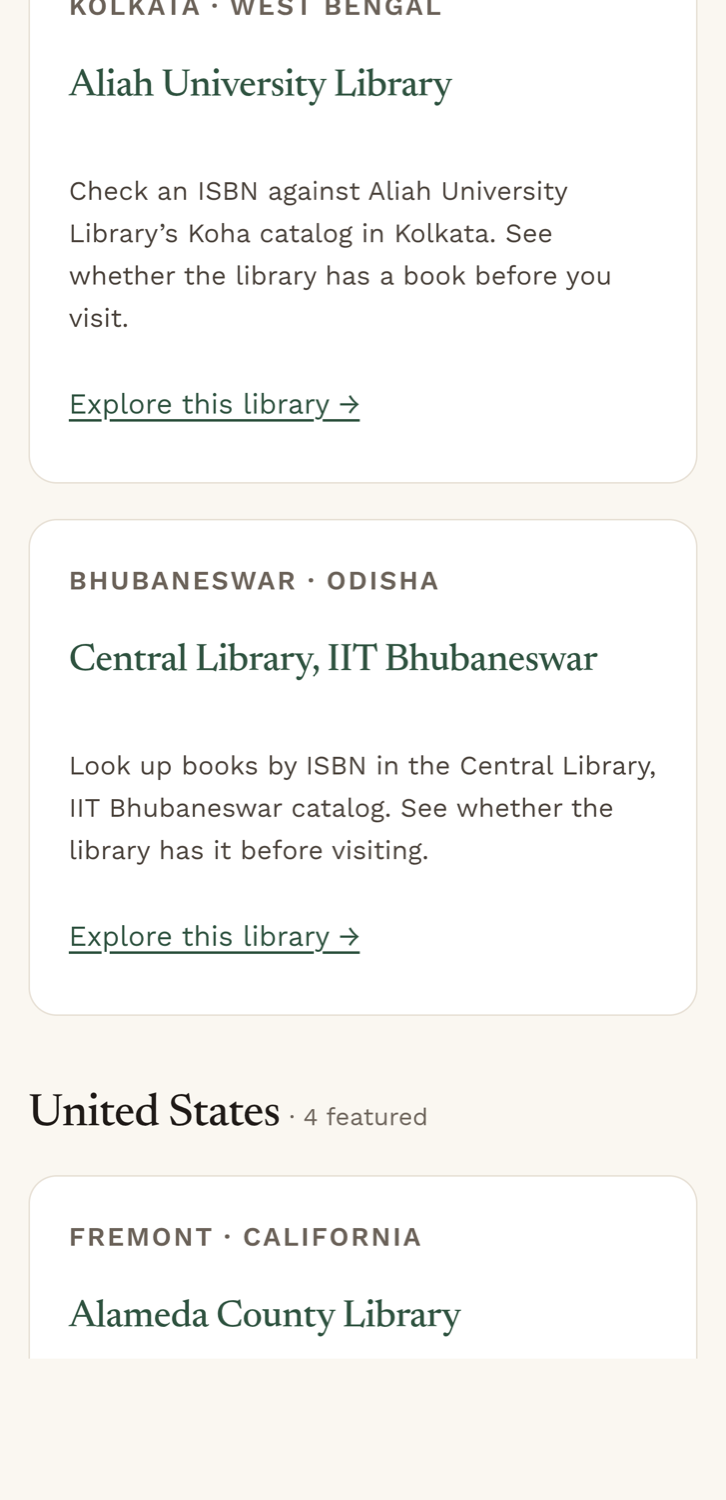 KOLKATA · WEST BENGAL
Aliah University Library
Check an ISBN against Aliah University
Library’s Koha catalog in Kolkata. See
whether the library has a book before you
visit.
Explore this library →
BHUBANESWAR · ODISHA
Central Library, IIT Bhubaneswar
Look up books by ISBN in the Central Library,
IIT Bhubaneswar catalog. See whether the
library has it before visiting.
Explore this library →
United States · 4 featured
FREMONT · CALIFORNIA
Alameda County Library